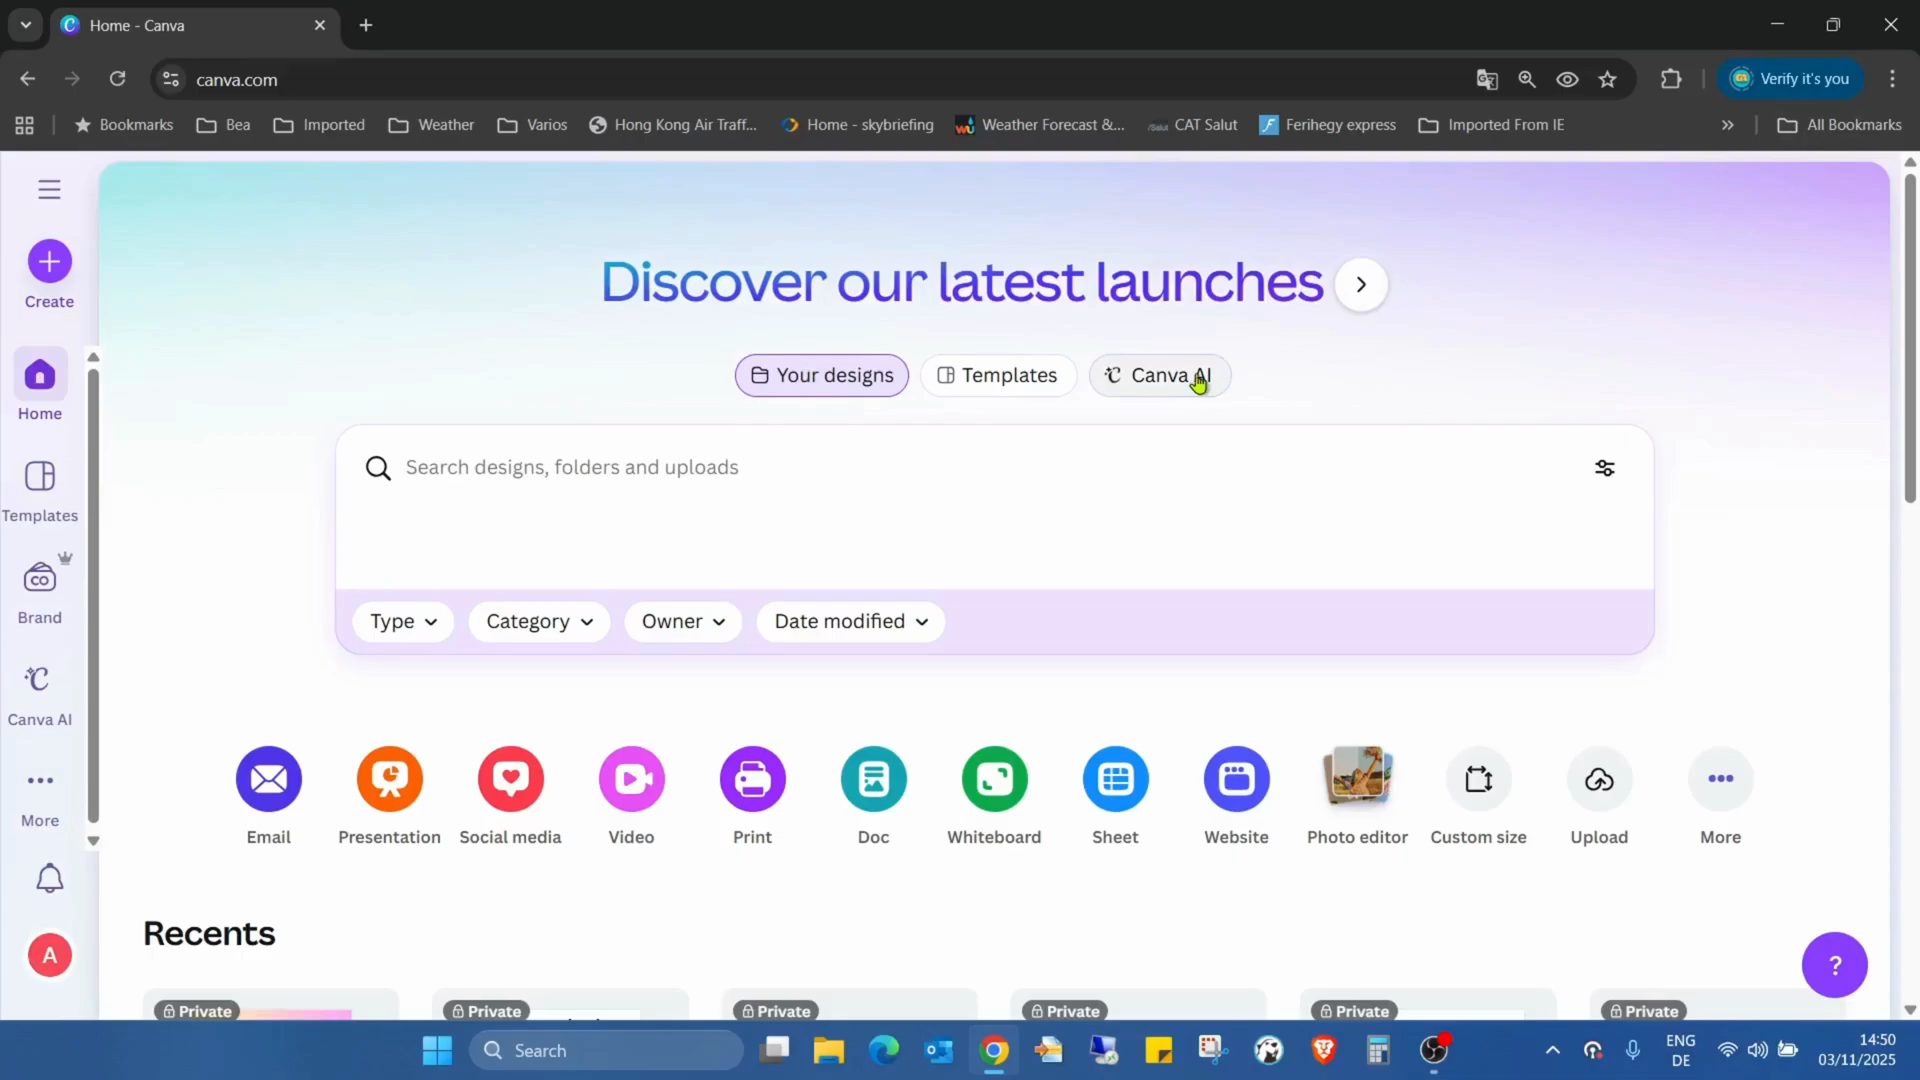 Home - Canva
canva.com
Verify it's you
Bookmarks Bea Imported Weather Varios Hong Kong Air Traff... Home - skybriefing Weather Forecast &... CAT Salut Ferihegy express Imported From IE » All Bookmarks
Create
Home
Templates
Brand
Canva AI
More
A
Discover our latest launches
Your designs Templates Canva AI
Search designs, folders and uploads
Type Category Owner Date modified
Email Presentation Social media Video Print Doc Whiteboard Sheet Website Photo editor Custom size Upload More
Recents
Private Private Private Private Private Private
?
Search
ENG
DE
14:50
03/11/2025